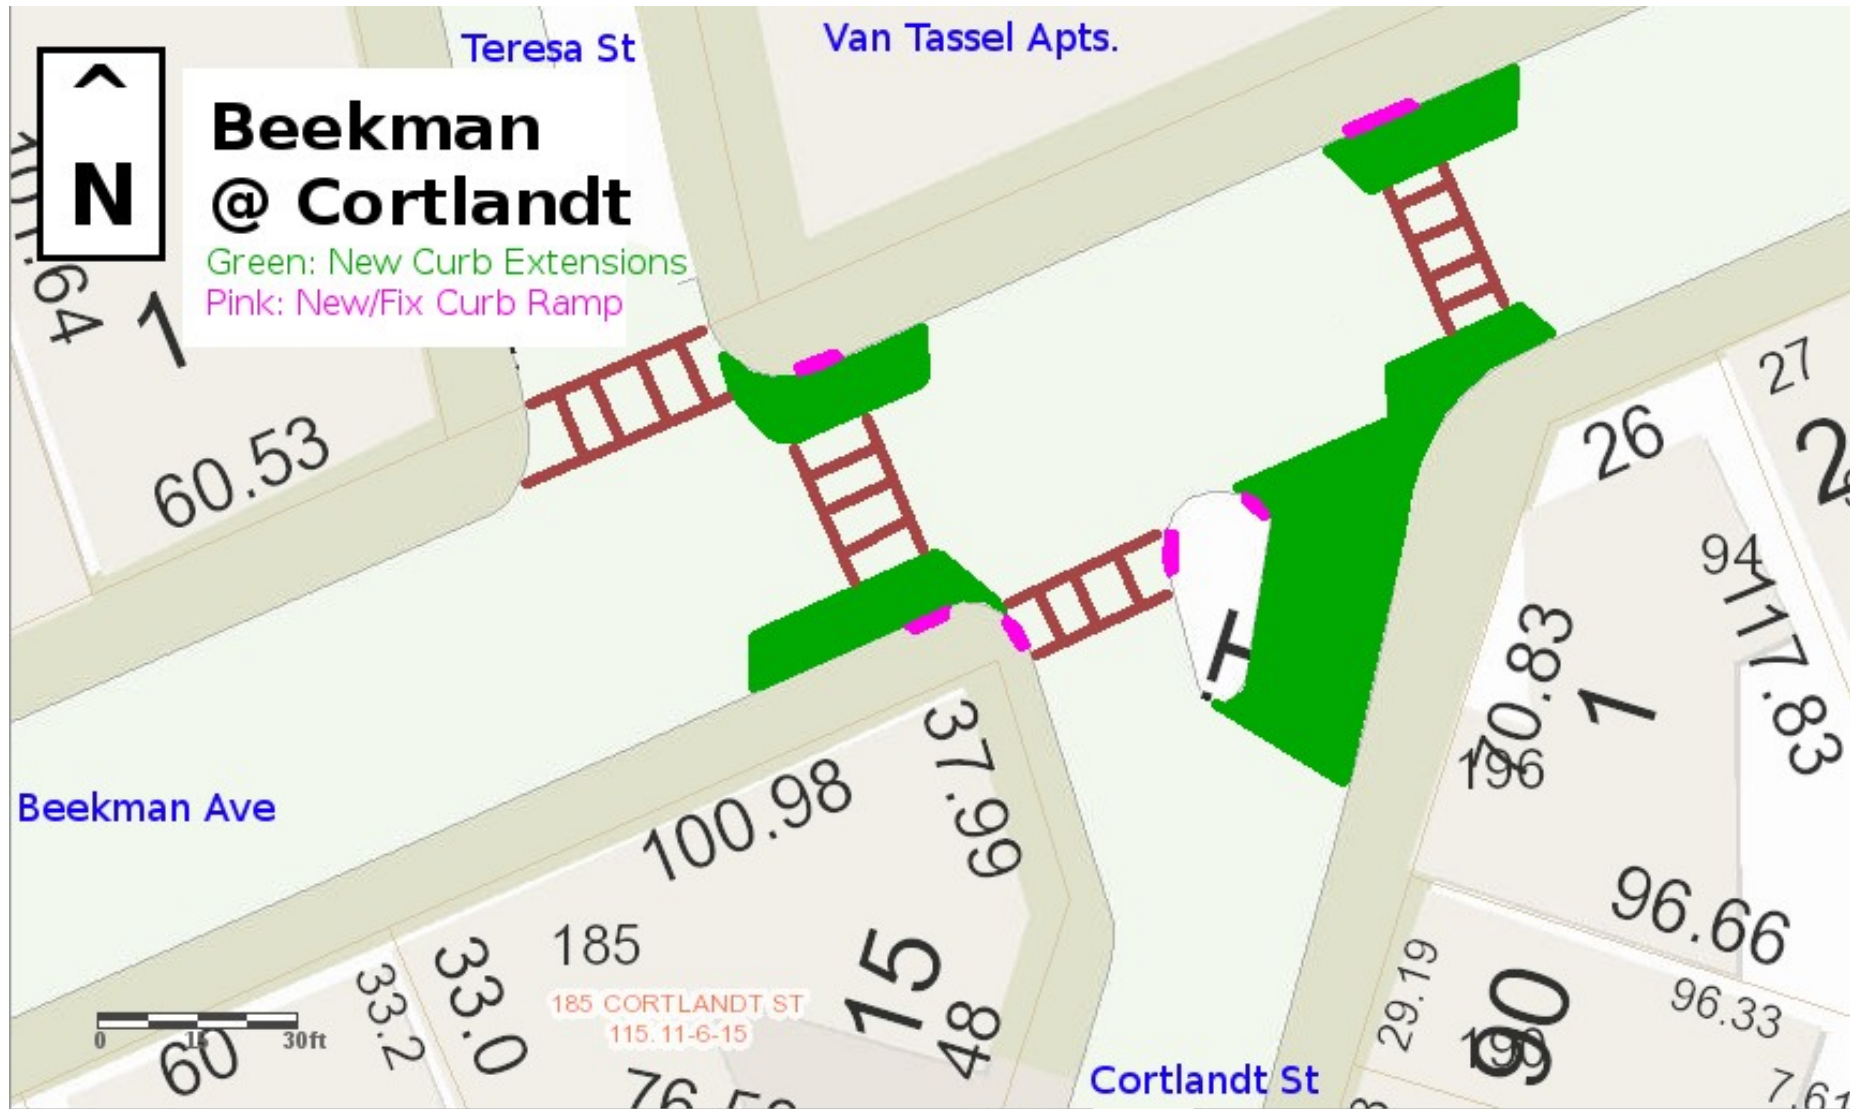 Teresa St
Van Tassel Apts.
^
N
Beekman
@ Cortlandt
Green: New Curb Extensions
Pink: New/Fix Curb Ramp
1
60.53
27
26
94
117.83
70.83
1
196
T
37.99
100.98
Beekman Ave
185
15
48
33.0
33.2
185 CORTLANDT ST
115.11-6-15
0
15
30ft
60
96.66
96.33
29.19
90
Cortlandt St